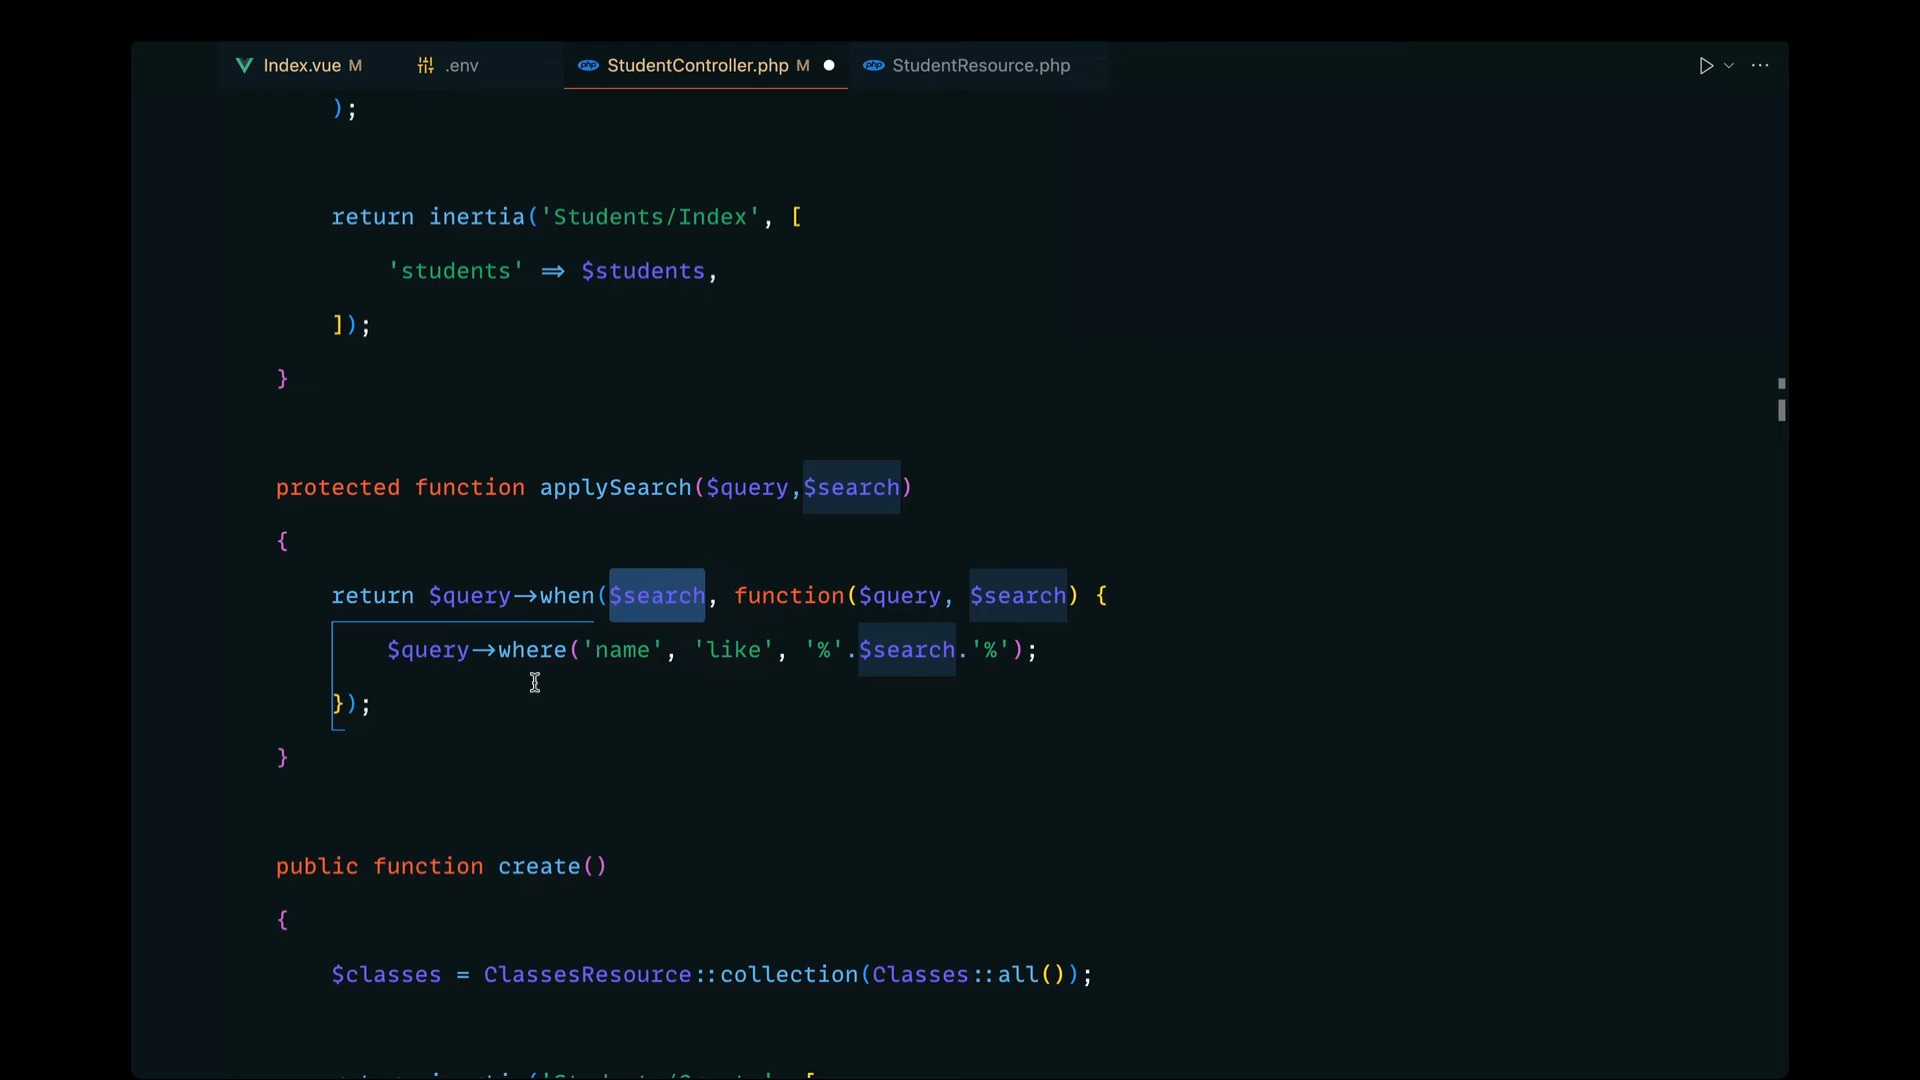 Index.vue M .env StudentController.php M StudentResource.php
);
return inertia('Students/Index', [
'students' => $students,
]);
}
protected function applySearch($query,$search)
{
return $query->when($search, function($query, $search) {
$query->where('name', 'like', '%'.$search.'%');
});
}
public function create()
{
$classes = ClassesResource::collection(Classes::all());